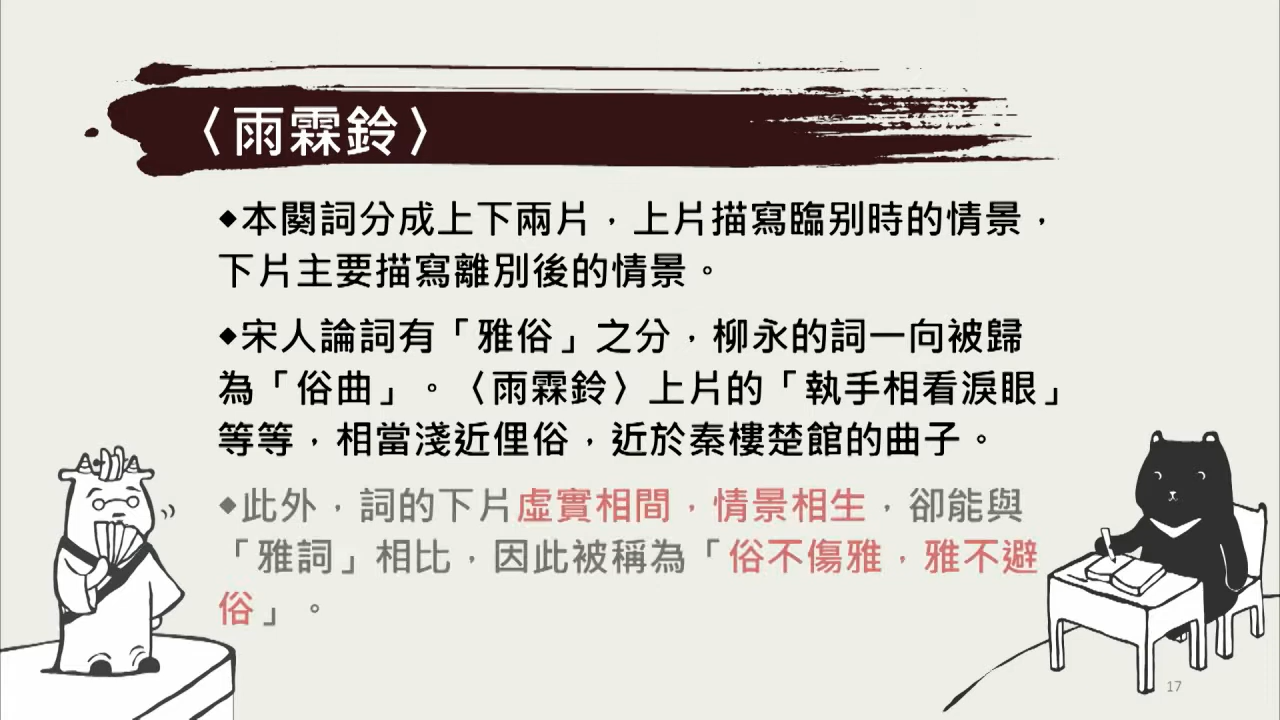 〈雨霖鈴〉
◆本闋詞分成上下兩片，上片描寫臨別時的情景，
下片主要描寫離別後的情景。
◆宋人論詞有「雅俗」之分，柳永的詞一向被歸
為「俗曲」。〈雨霖鈴〉上片的「執手相看淚眼」
等等，相當淺近俚俗，近於秦樓楚館的曲子。
◆此外，詞的下片虛實相間，情景相生，卻能與
「雅詞」相比，因此被稱為「俗不傷雅，雅不避
俗」。
17